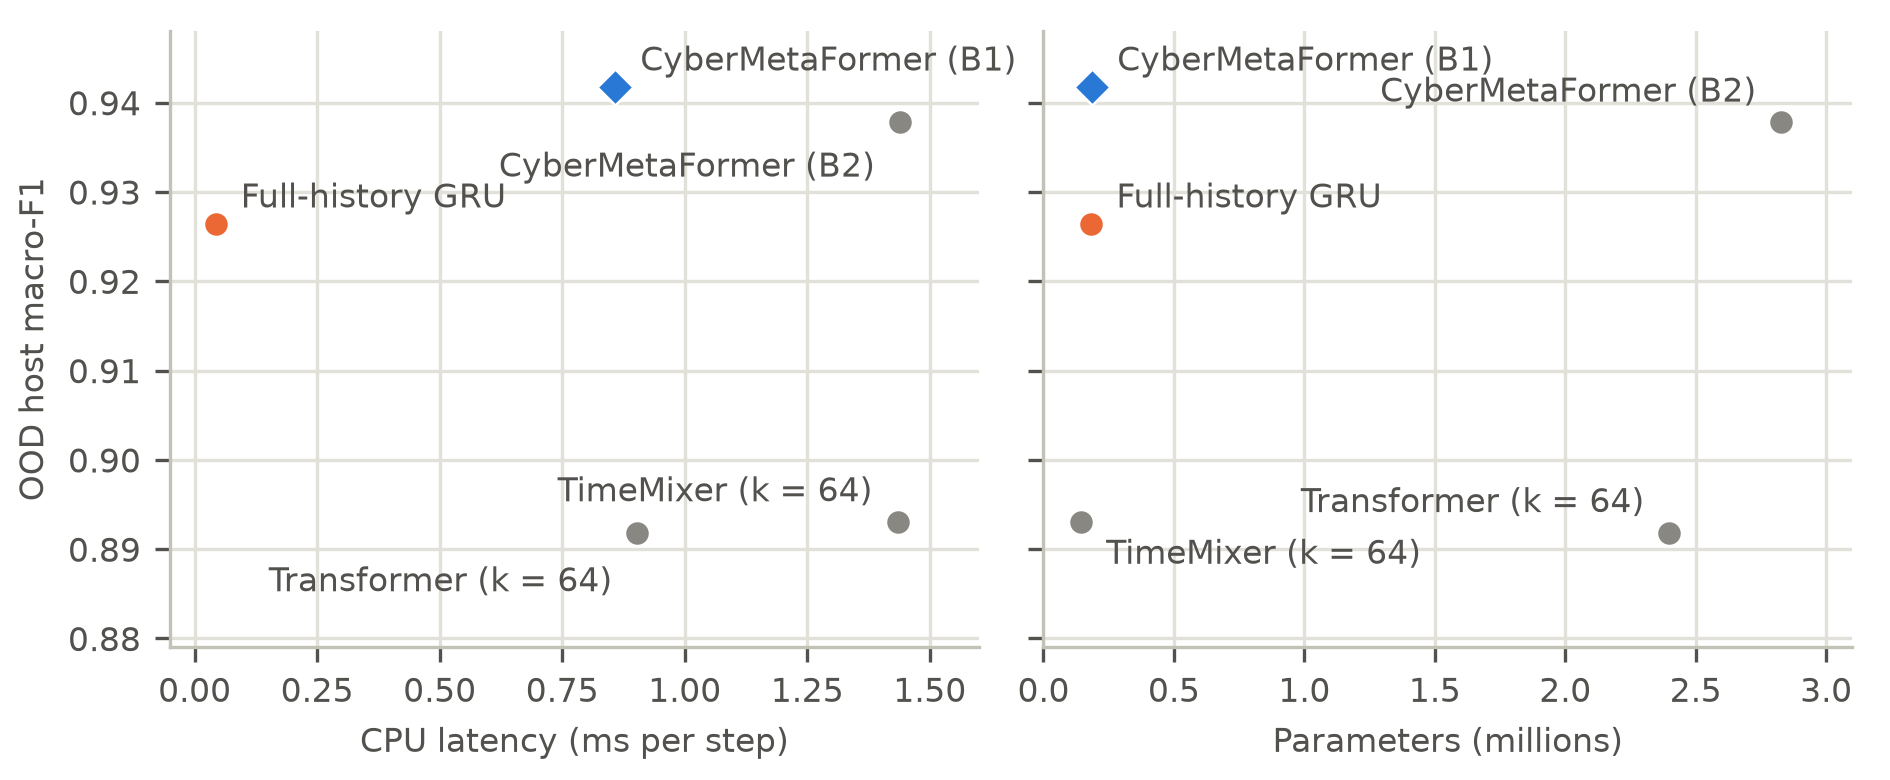 CyberMetaFormer (B1)
CyberMetaFormer (B2)
Full-history GRU
TimeMixer (k = 64)
Transformer (k = 64)
OOD host macro-F1
0.94
0.93
0.92
0.91
0.90
0.89
0.88
0.00 0.25 0.50 0.75 1.00 1.25 1.50
CPU latency (ms per step)
CyberMetaFormer (B1)
CyberMetaFormer (B2)
Full-history GRU
Transformer (k = 64)
TimeMixer (k = 64)
0.0 0.5 1.0 1.5 2.0 2.5 3.0
Parameters (millions)